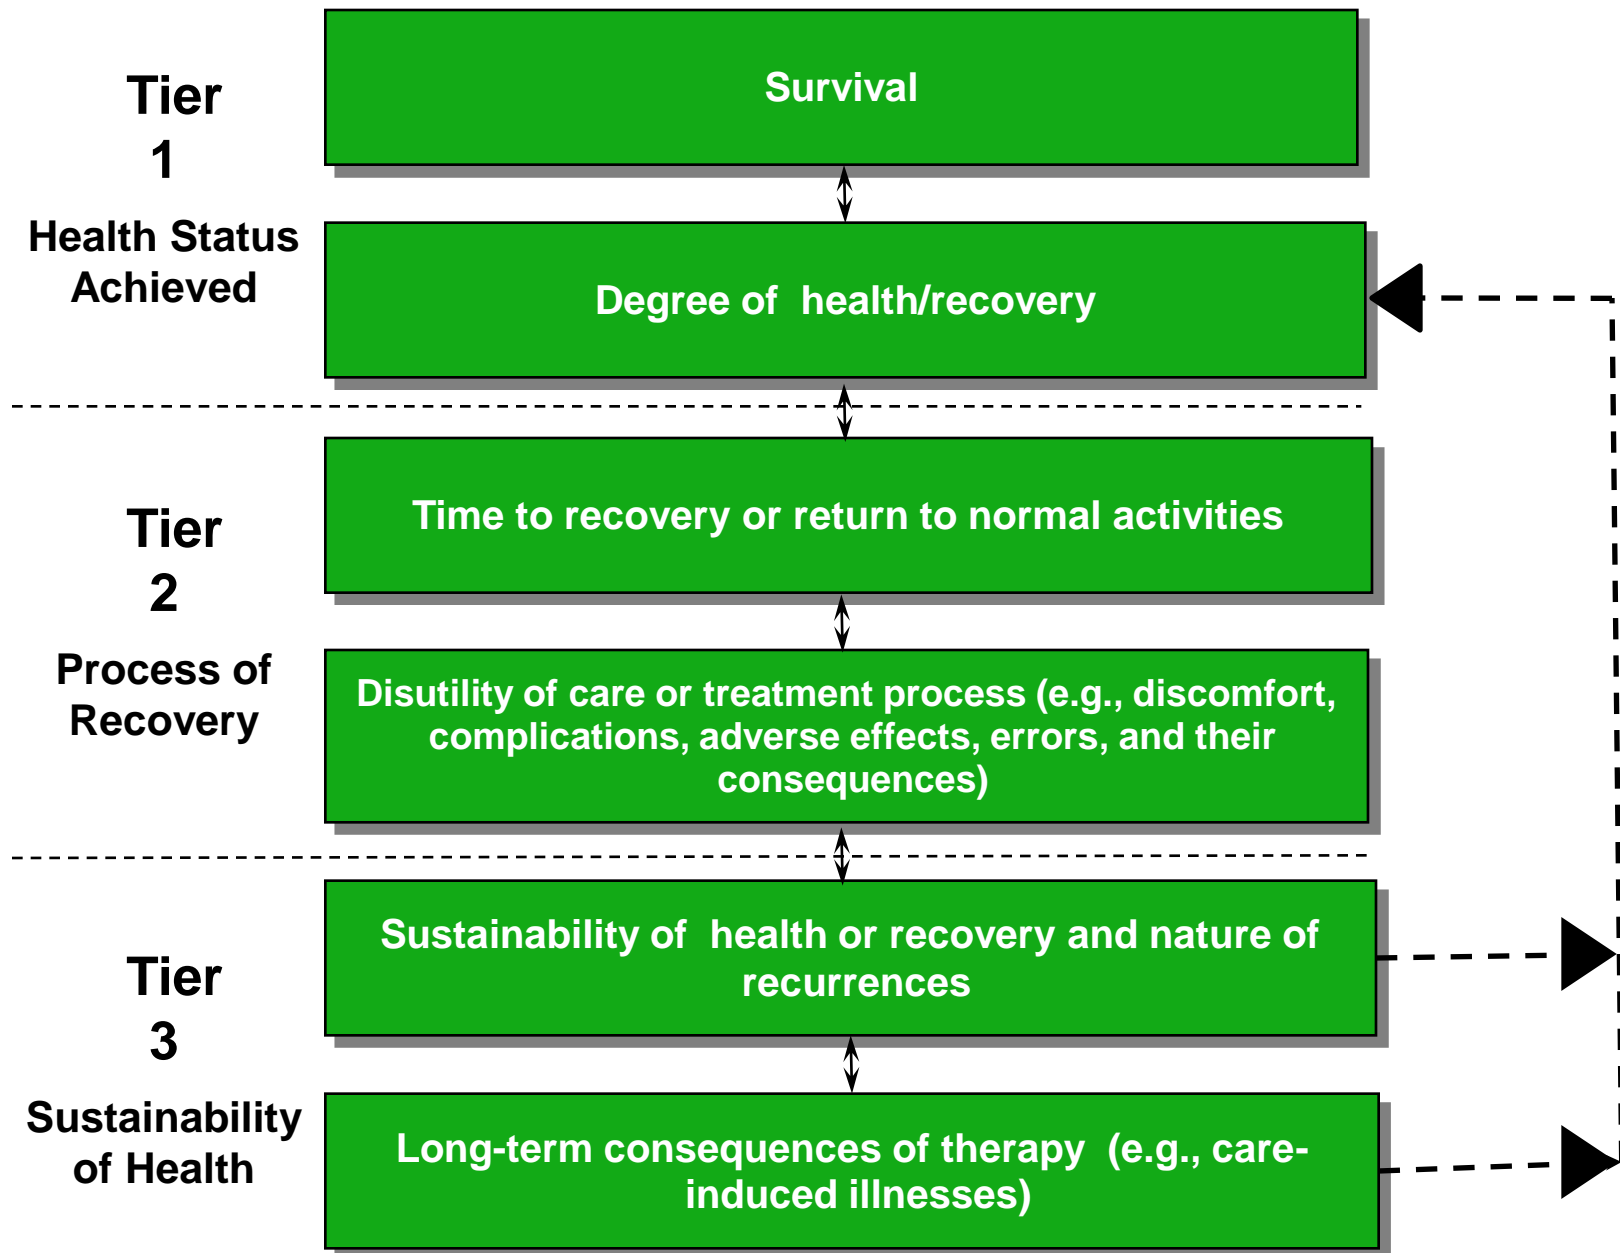 Tier
1
Health Status
Achieved
Survival
Degree of  health/recovery
Tier
2
Process of
Recovery
Time to recovery or return to normal activities
Disutility of care or treatment process (e.g., discomfort,
complications, adverse effects, errors, and their
consequences)
Tier
3
Sustainability
of Health
Sustainability of  health or recovery and nature of
recurrences
Long-term consequences of therapy  (e.g., care-
induced illnesses)